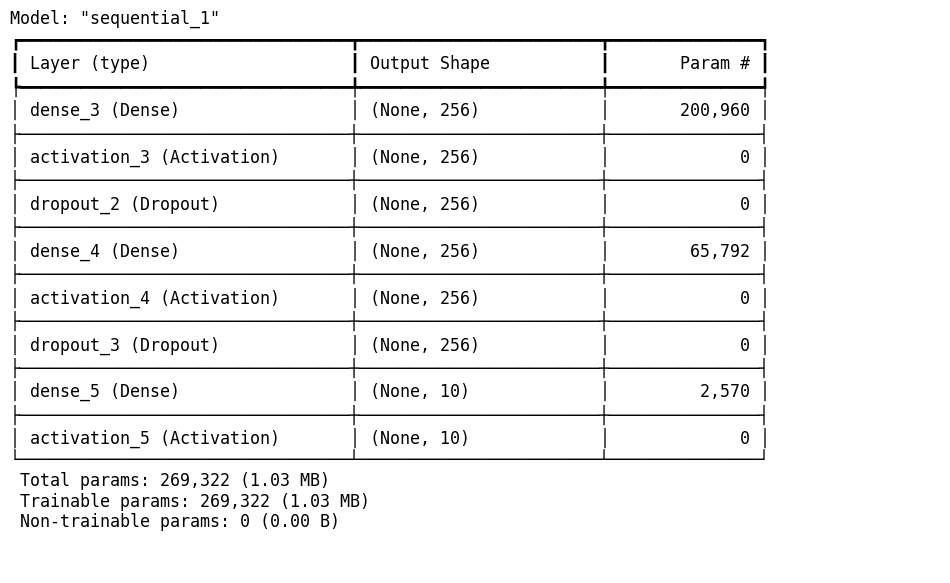 Model: "sequential_1"
Layer (type) Output Shape Param #
dense_3 (Dense) (None, 256) 200,960
activation_3 (Activation) (None, 256) 0
dropout_2 (Dropout) (None, 256) 0
dense_4 (Dense) (None, 256) 65,792
activation_4 (Activation) (None, 256) 0
dropout_3 (Dropout) (None, 256) 0
dense_5 (Dense) (None, 10) 2,570
activation_5 (Activation) (None, 10) 0
Total params: 269,322 (1.03 MB)
Trainable params: 269,322 (1.03 MB)
Non-trainable params: 0 (0.00 B)